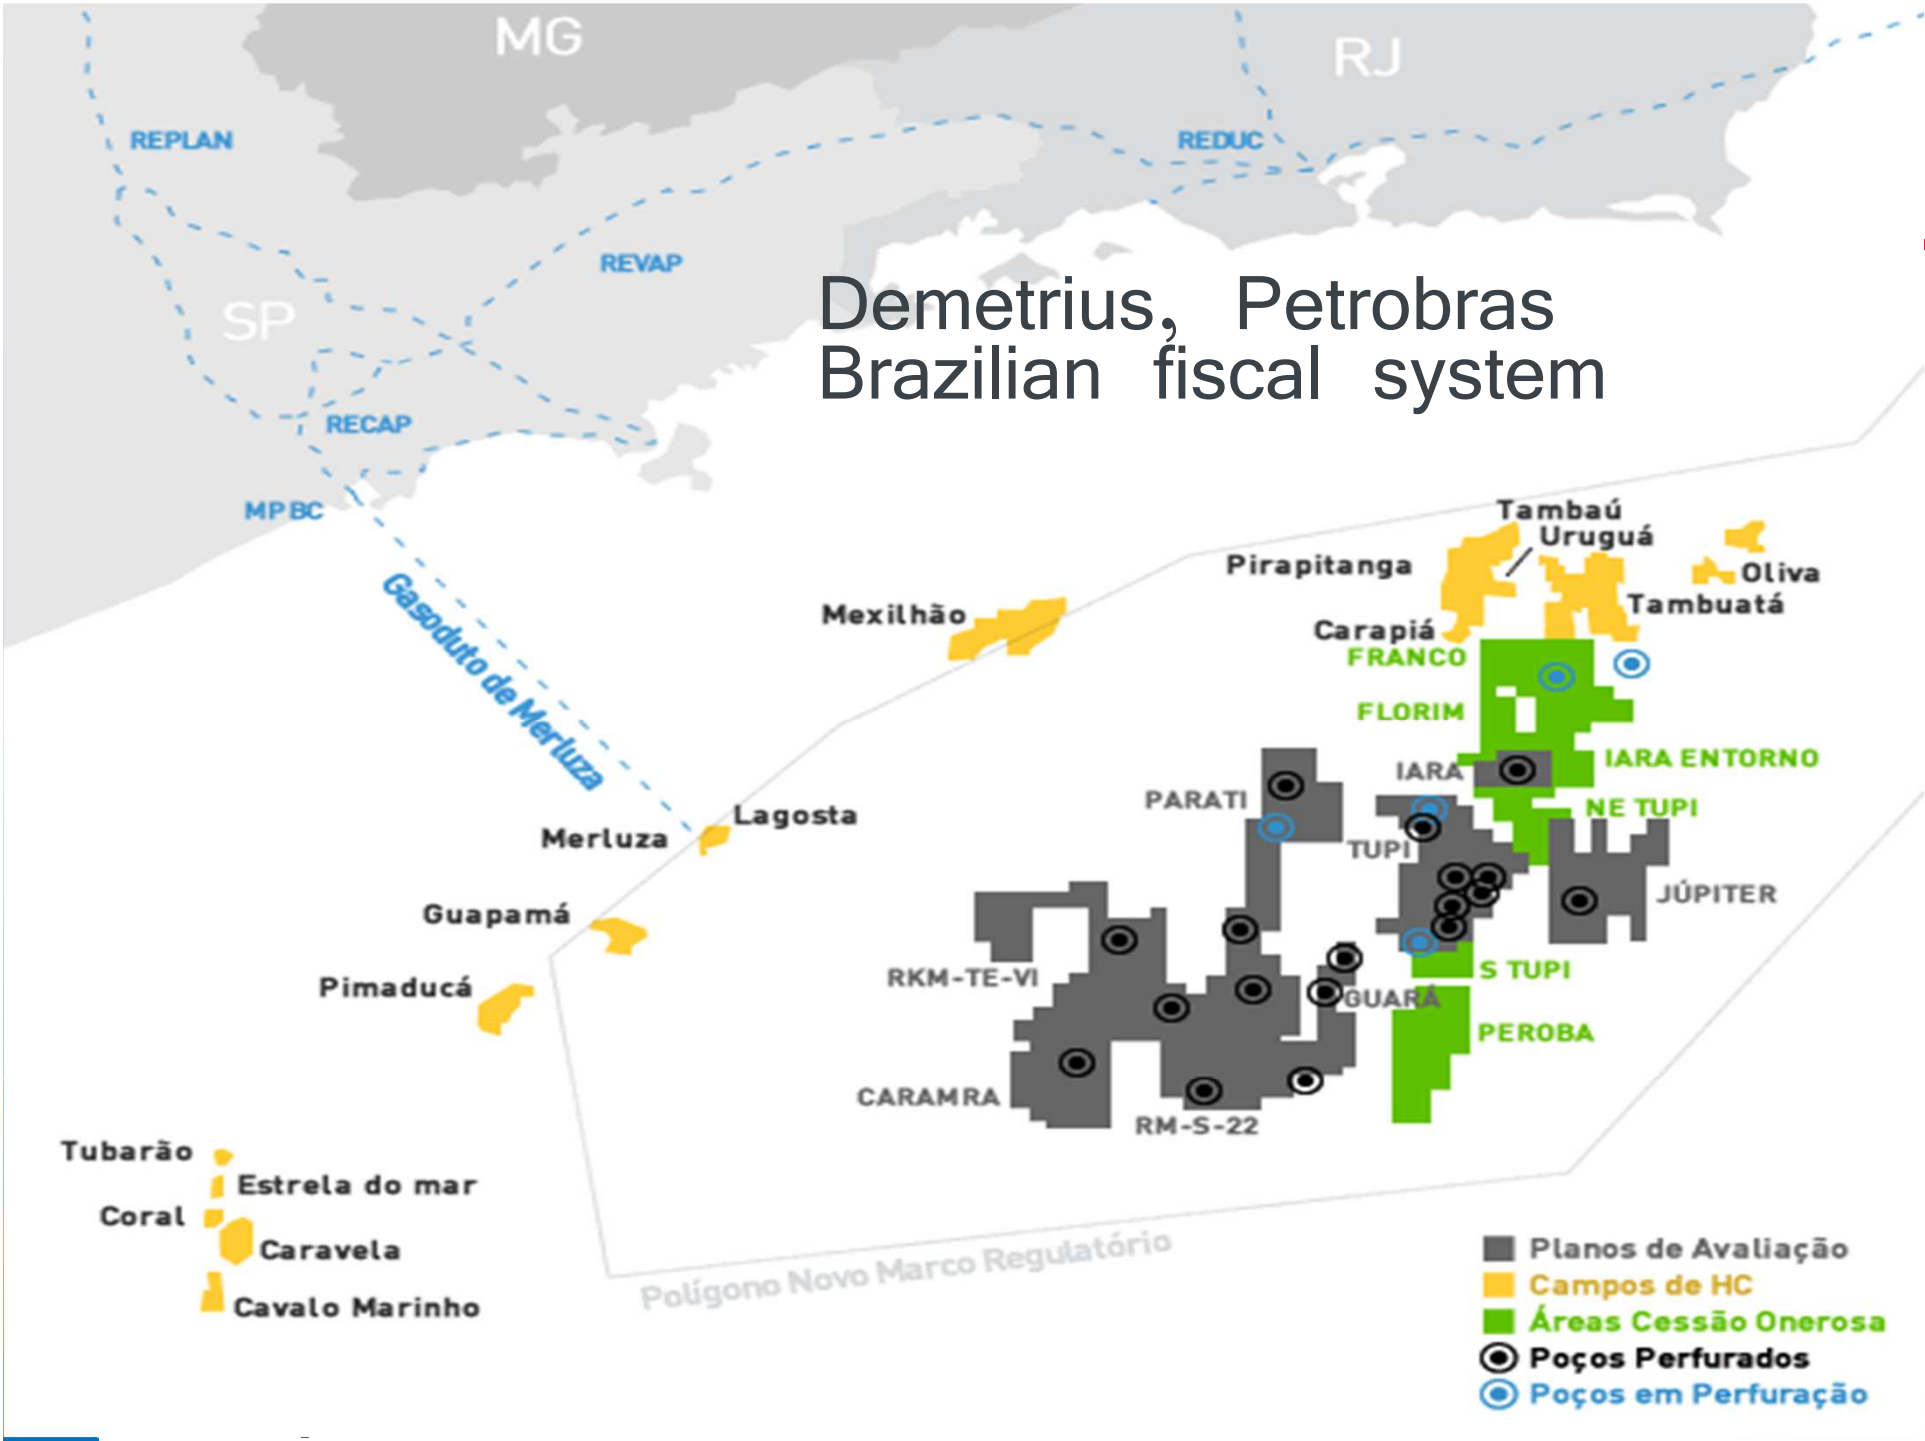 MG
RJ
REPLAN
REDUC
REVAP
SP
Demetrius, Petrobras
Brazilian fiscal system
RECAP
MPBC
Gasoduto de Merluza
Tambaú
Uruguá
Pirapitanga
Oliva
Tambuatá
Mexilhão
Carapiá
FRANCO
FLORIM
IARA ENTORNO
IARA
PARATI
NE TUPI
Lagosta
Merluza
TUPI
JÚPITER
Guapamá
RKM-TE-VI
S TUPI
Pimaducá
GUARÁ
PEROBA
CARAMRA
RM-S-22
Tubarão
Estrela do mar
Coral
Caravela
Cavalo Marinho
Polígono Novo Marco Regulatório
Planos de Avaliação
Campos de HC
Áreas Cessão Onerosa
Poços Perfurados
Poços em Perfuração